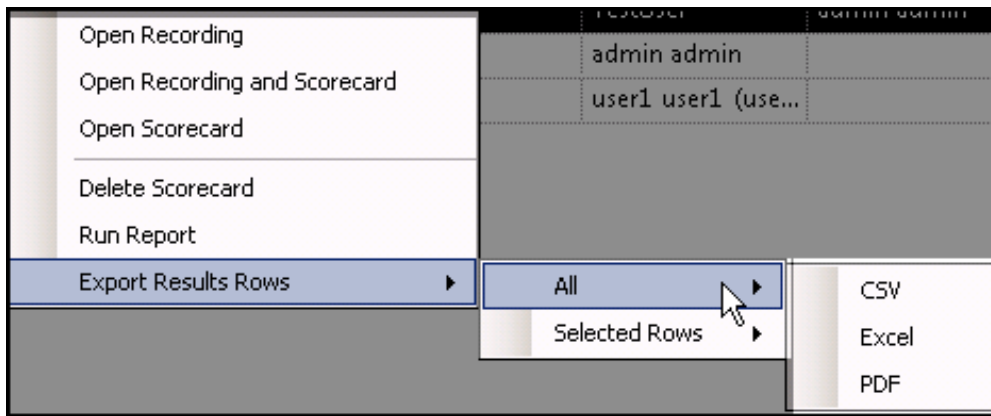 Open Recording
Open Recording and Scorecard
Open Scorecard
Delete Scorecard
Run Report
Export Results Rows
admin admin
user1 user1 (use...
All
Selected Rows
CSV
Excel
PDF